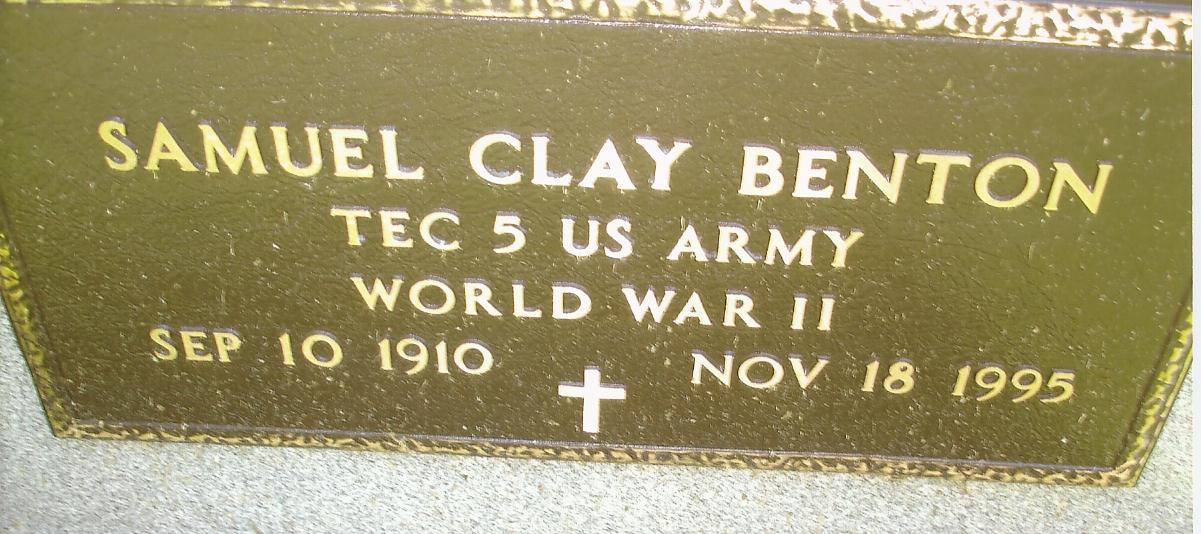 SAMUEL CLAY BENTON
TEC 5 US ARMY
WORLD WAR II
SEP 10 1910 NOV 18 1995